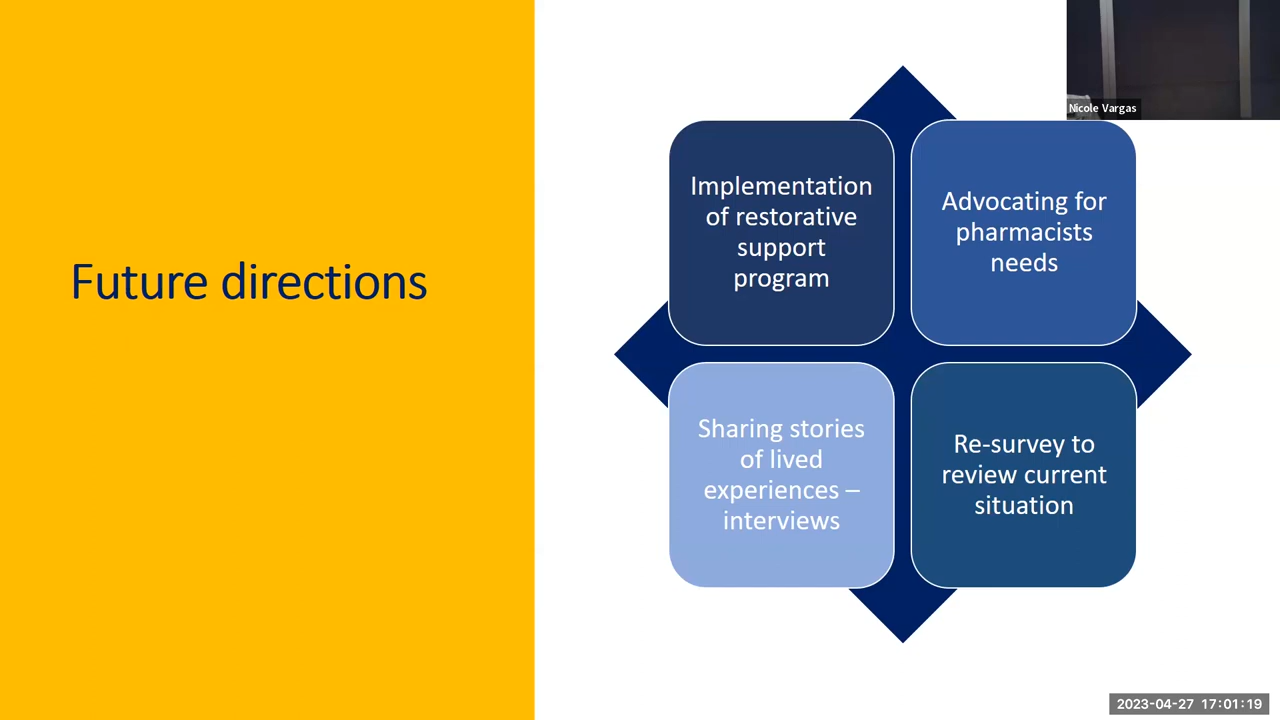 Future directions
Implementation
of restorative
support
program
Advocating for
pharmacists
needs
Sharing stories
of lived
experiences –
interviews
Re-survey to
review current
situation
Nicole Vargas
2023-04-27 17:01:19